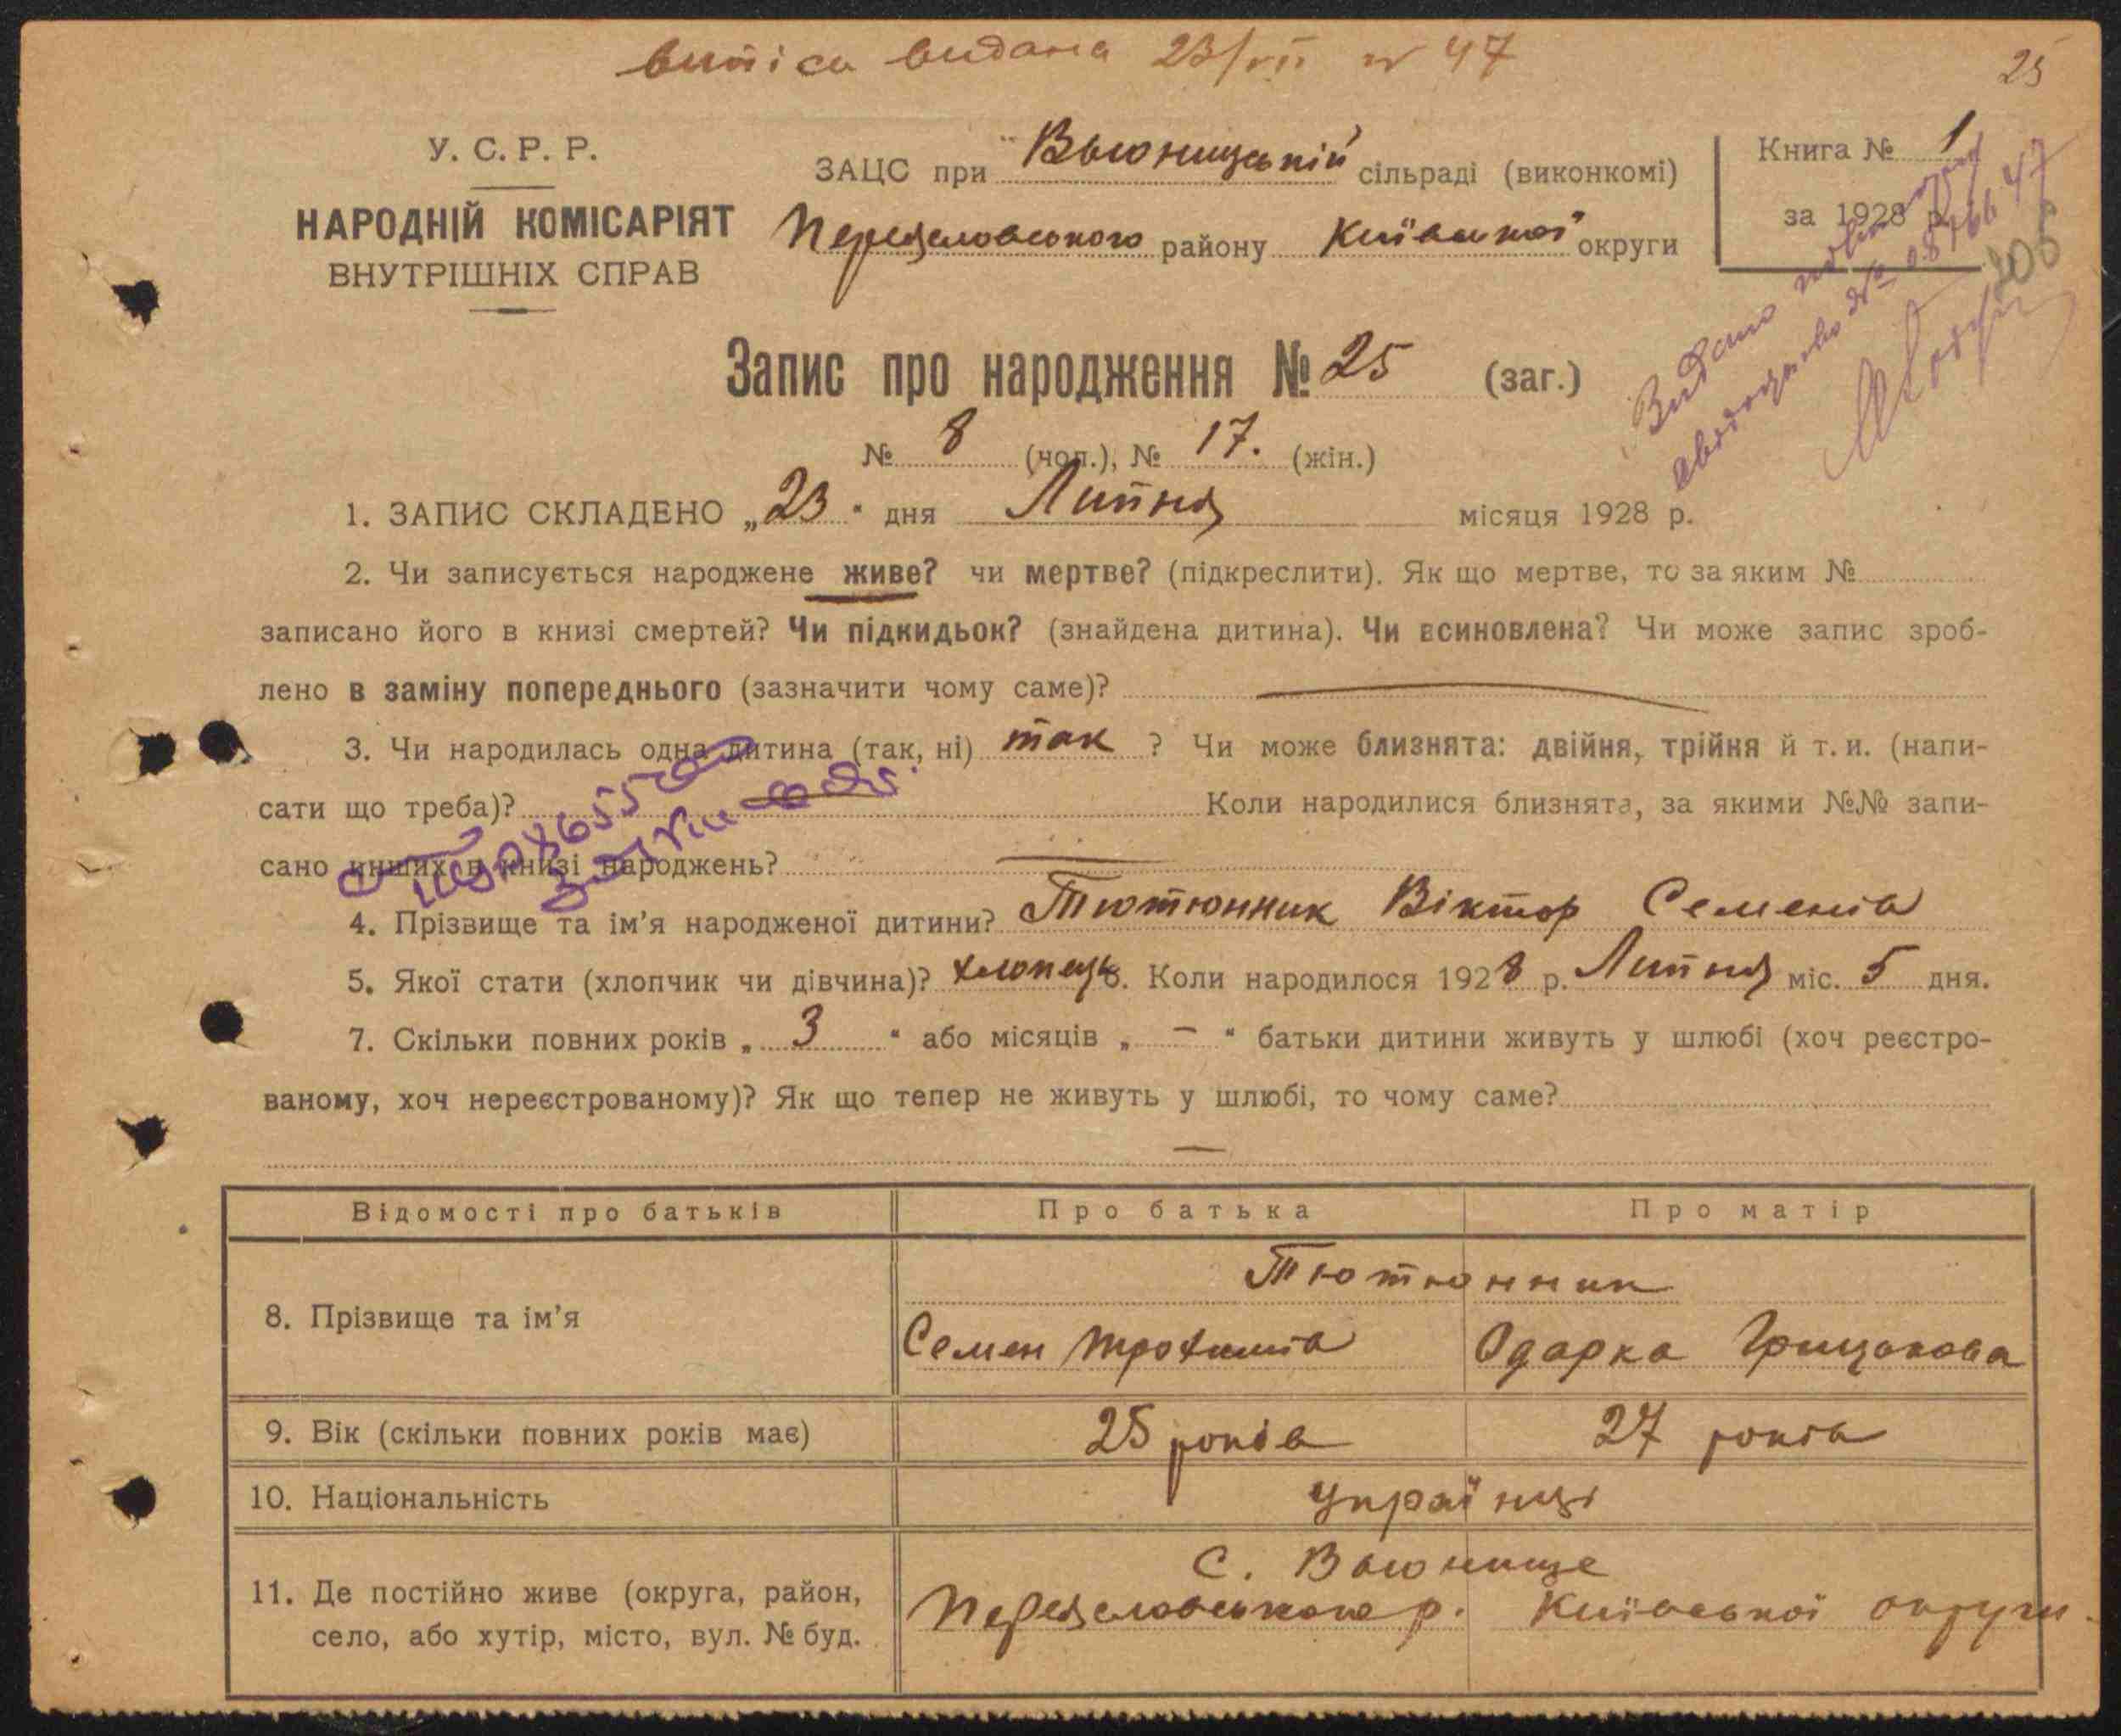 випісь видана 23/VII № 47
25
У. С. Р. Р.
НАРОДНІЙ КОМІСАРІЯТ
ВНУТРІШНІХ СПРАВ
ЗАЦС при Вьюницькій сільраді (виконкомі)
Переяславського району Київської округи
Книга № 1
за 1928 р.
205
Видано повторну
свідоцтво №
Запис про народження № 25 (заг.)
№ 8 (чол.), № 17. (жін.)
1. ЗАПИС СКЛАДЕНО „23“ дня Липня місяця 1928 р.
2. Чи записується народжене живе? чи мертве? (підкреслити). Як що мертве, то за яким №
записано його в книзі смертей? Чи підкидьок? (знайдена дитина). Чи всиновлена? Чи може запис зроб-
лено в заміну попереднього (зазначити чому саме)?
3. Чи народилась одна дитина (так, ні) так ? Чи може близнята: двійня, трійня й т. и. (напи-
сати що треба)? Коли народилися близнята, за якими №№ запи-
сано инших в книзі народжень?
4. Прізвище та ім’я народженої дитини? Тютюнник Віктор Семенів
5. Якої стати (хлопчик чи дівчина)? хлопець 6. Коли народилося 1928 р. Липня міс. 5 дня.
7. Скільки повних років „ 3 “ або місяців „ — “ батьки дитини живуть у шлюбі (хоч реєстро-
ваному, хоч нереєстрованому)? Як що тепер не живуть у шлюбі, то чому саме?
—
Відомості про батьків Про батька Про матір
Тютюнник
8. Прізвище та ім’я
Семен Трохимів Одарка Грицькова
9. Вік (скільки повних років має) 25 років 27 років
10. Національність Українці
С. Вьюнище
11. Де постійно живе (округа, район, Переяславського р. Київської округи.
село, або хутір, місто, вул. № буд.